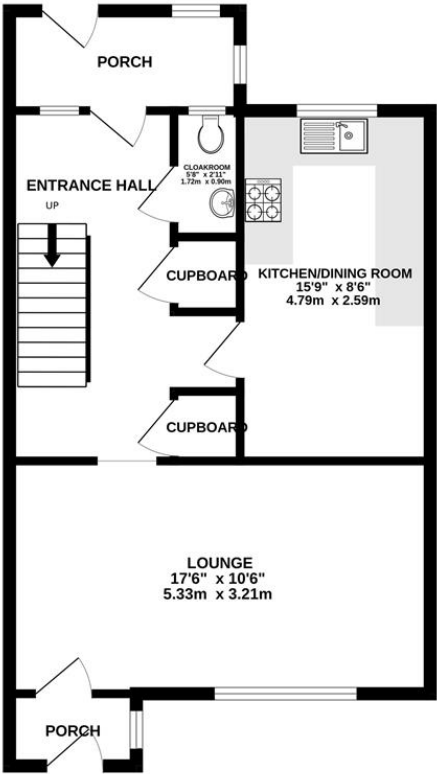 PORCH
CLOAKROOM
5'8" x 2'11"
1.72m x 0.90m
ENTRANCE HALL
UP
CUPBOARD
KITCHEN/DINING ROOM
15'9" x 8'6"
4.79m x 2.59m
CUPBOARD
LOUNGE
17'6" x 10'6"
5.33m x 3.21m
PORCH